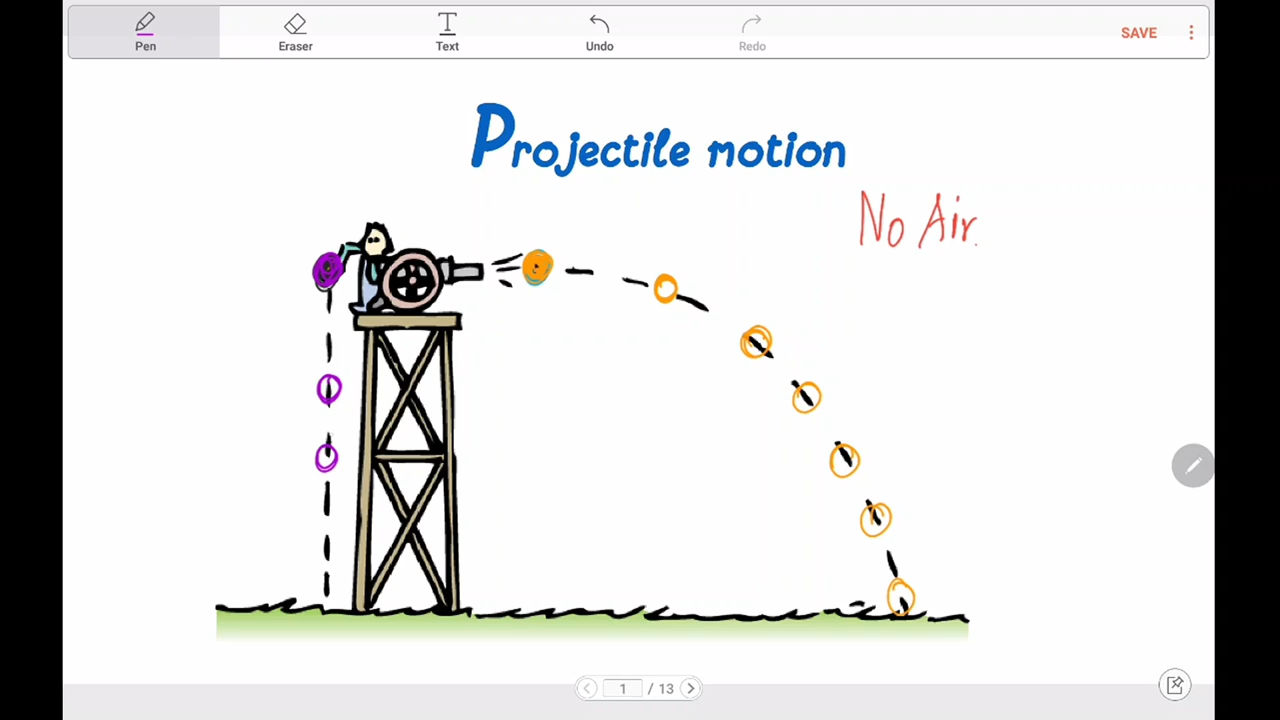 Pen Eraser Text Undo Redo SAVE
Projectile motion
No Air.
1 / 13